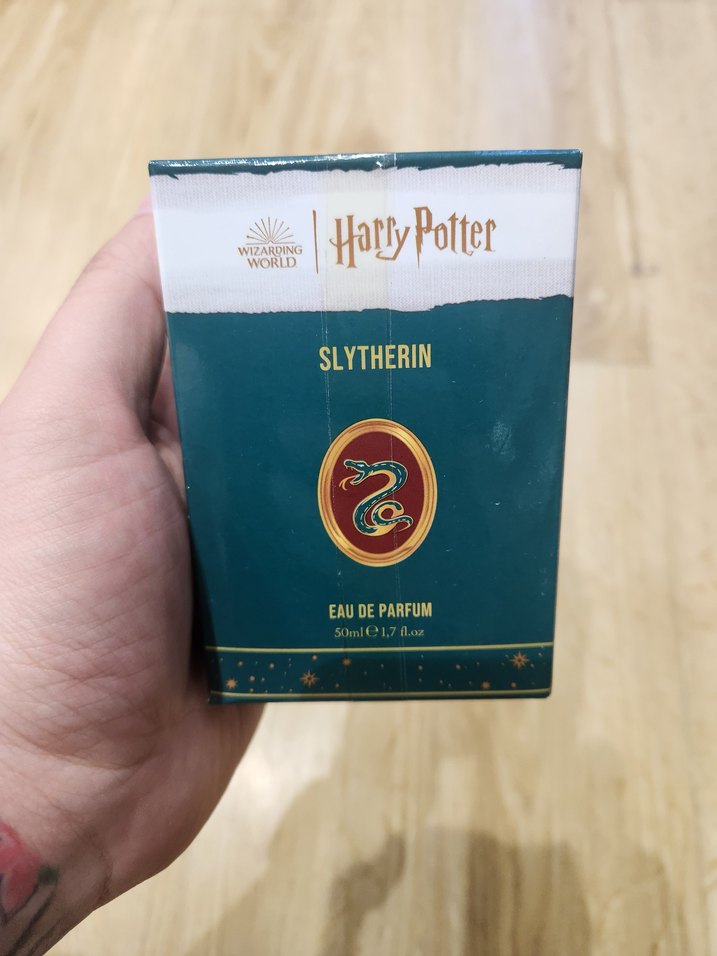 WIZARDING
WORLD
Harry Potter
SLYTHERIN
EAU DE PARFUM
50ml ℮ 1,7 fl.oz